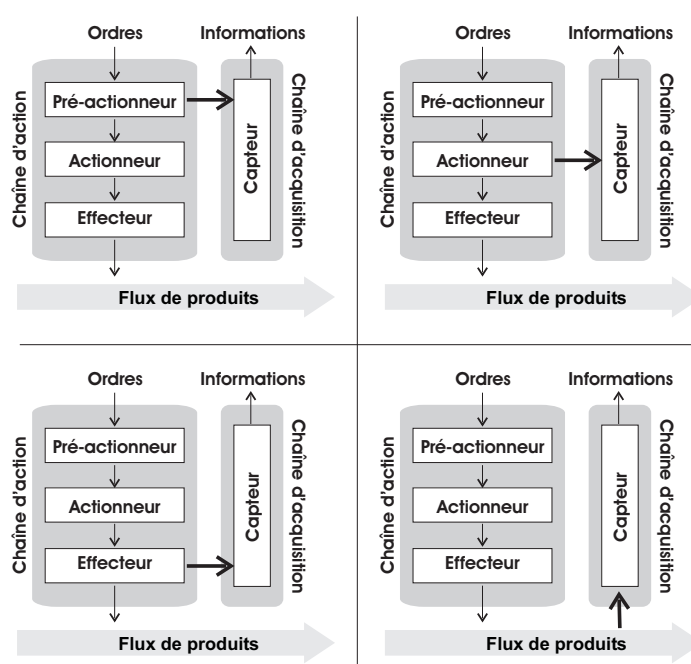 Ordres
Informations
Chaîne d'action
Pré-actionneur
Actionneur
Effecteur
Capteur
Chaîne d'acquisition
Flux de produits
Ordres
Informations
Chaîne d'action
Pré-actionneur
Actionneur
Effecteur
Capteur
Chaîne d'acquisition
Flux de produits
Ordres
Informations
Chaîne d'action
Pré-actionneur
Actionneur
Effecteur
Capteur
Chaîne d'acquisition
Flux de produits
Ordres
Informations
Chaîne d'action
Pré-actionneur
Actionneur
Effecteur
Capteur
Chaîne d'acquisition
Flux de produits